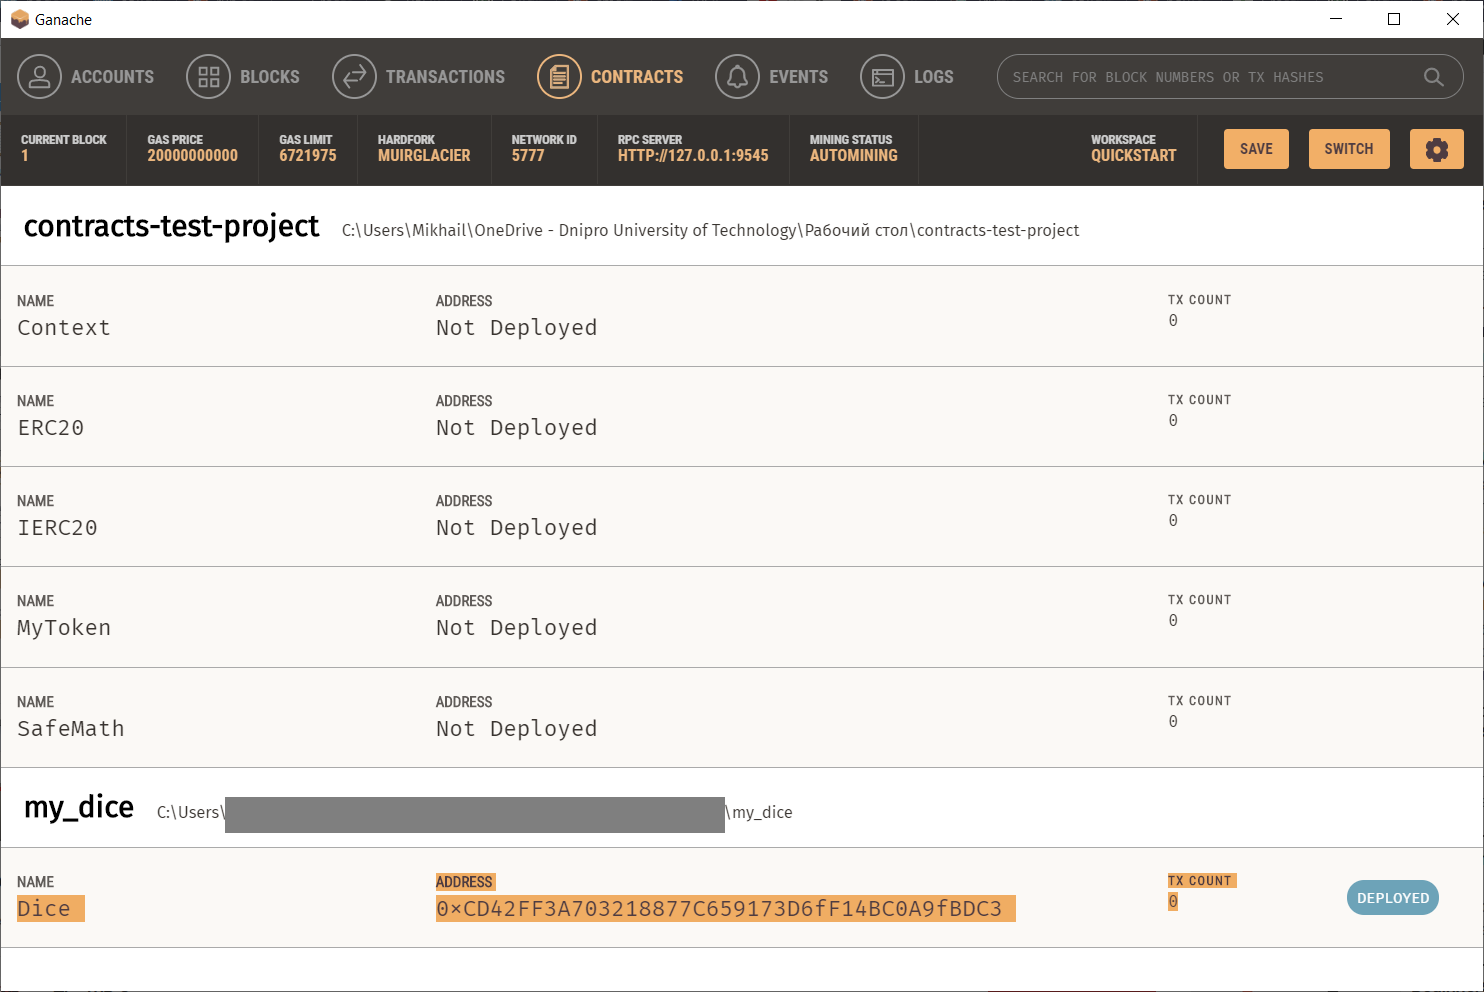 Ganache
ACCOUNTS BLOCKS TRANSACTIONS CONTRACTS EVENTS LOGS SEARCH FOR BLOCK NUMBERS OR TX HASHES
CURRENT BLOCK GAS PRICE GAS LIMIT HARDFORK NETWORK ID RPC SERVER MINING STATUS WORKSPACE
1 20000000000 6721975 MUIRGLACIER 5777 HTTP://127.0.0.1:9545 AUTOMINING QUICKSTART SAVE SWITCH
contracts-test-project C:\Users\Mikhail\OneDrive - Dnipro University of Technology\Рабочий стол\contracts-test-project
NAME ADDRESS TX COUNT
Context Not Deployed 0
NAME ADDRESS TX COUNT
ERC20 Not Deployed 0
NAME ADDRESS TX COUNT
IERC20 Not Deployed 0
NAME ADDRESS TX COUNT
MyToken Not Deployed 0
NAME ADDRESS TX COUNT
SafeMath Not Deployed 0
my_dice C:\Users\ \my_dice
NAME ADDRESS TX COUNT
Dice 0×CD42FF3A703218877C659173D6fF14BC0A9fBDC3 0 DEPLOYED